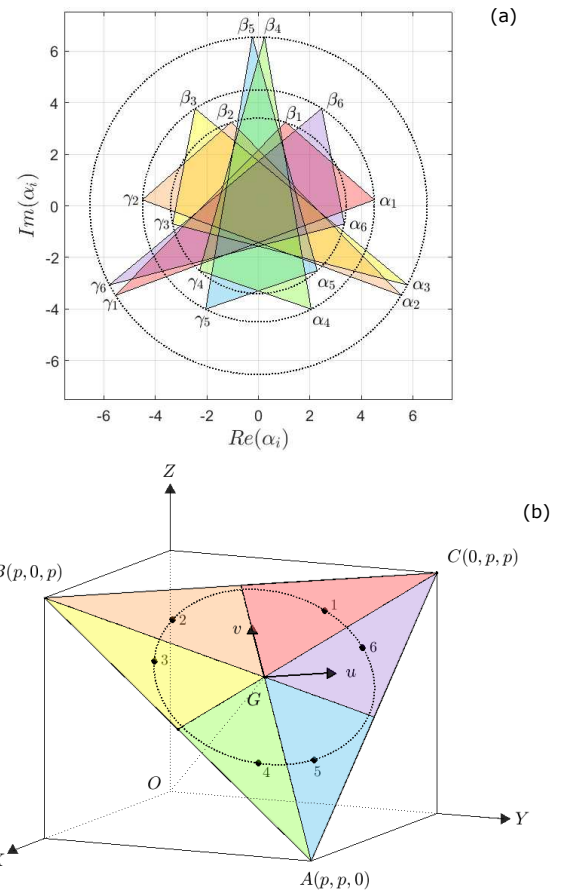 (a)
β5 β4
β3 β2 β1 β6
γ2 α1
γ3 α6
γ6 γ4 α5 α3
γ1 α2
γ5 α4
6
4
2
0
-2
-4
-6
Im(αi)
-6 -4 -2 0 2 4 6
Re(αi)
(b)
Z
C(0, p, p)
(p, 0, p)
1
2
v
6
3
u
G
4
5
O
Y
A(p, p, 0)